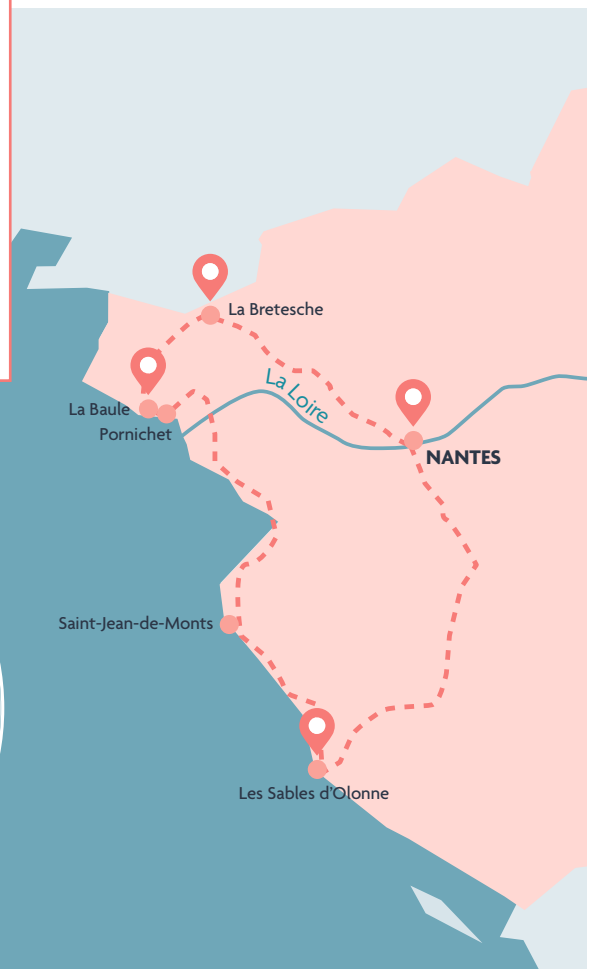 La Bretesche
La Loire
La Baule
Pornichet
NANTES
Saint-Jean-de-Monts
Les Sables d'Olonne